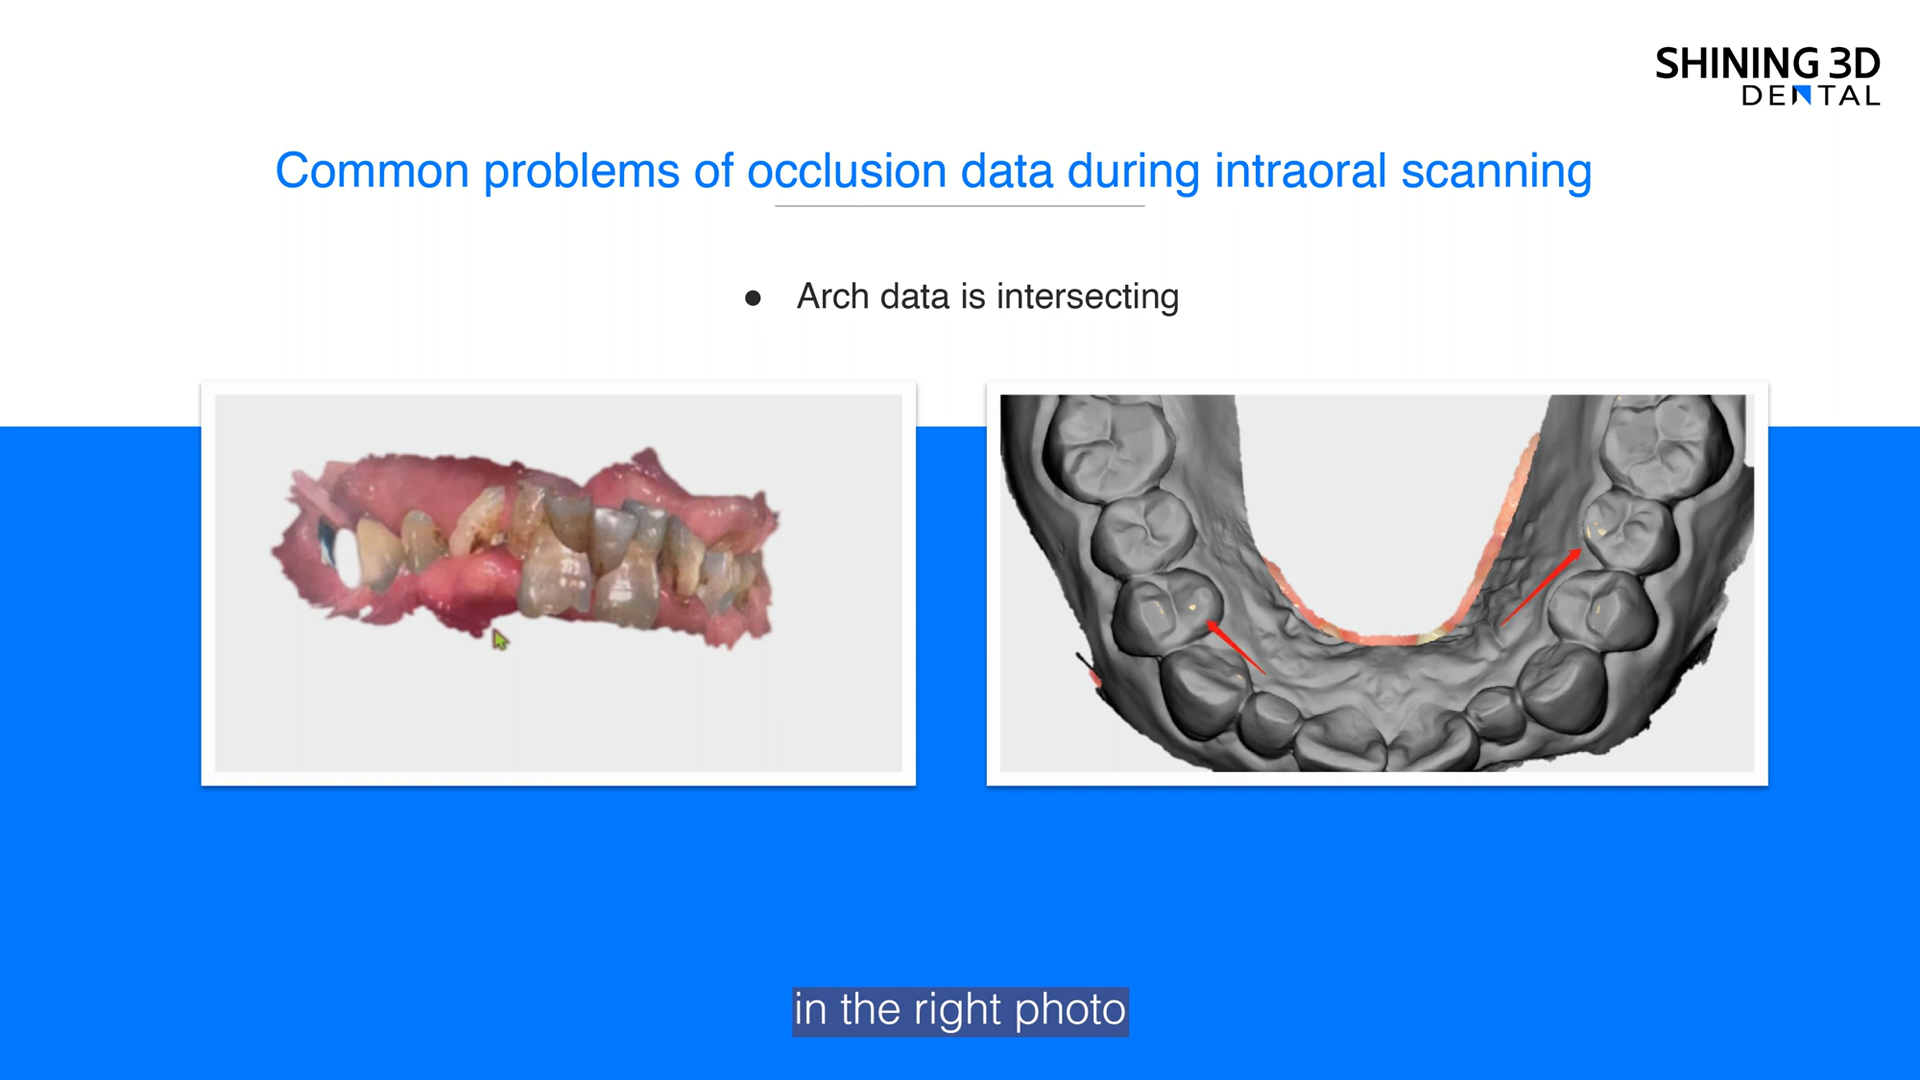 SHINING 3D
DENTAL
Common problems of occlusion data during intraoral scanning
● Arch data is intersecting
in the right photo